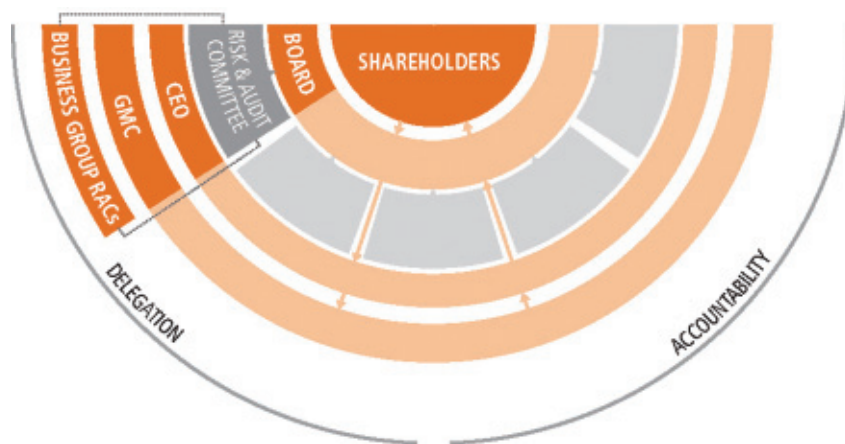 BUSINESS GROUP RACs
GMC
CEO
RISK & AUDIT
COMMITTEE
BOARD
SHAREHOLDERS
DELEGATION
ACCOUNTABILITY